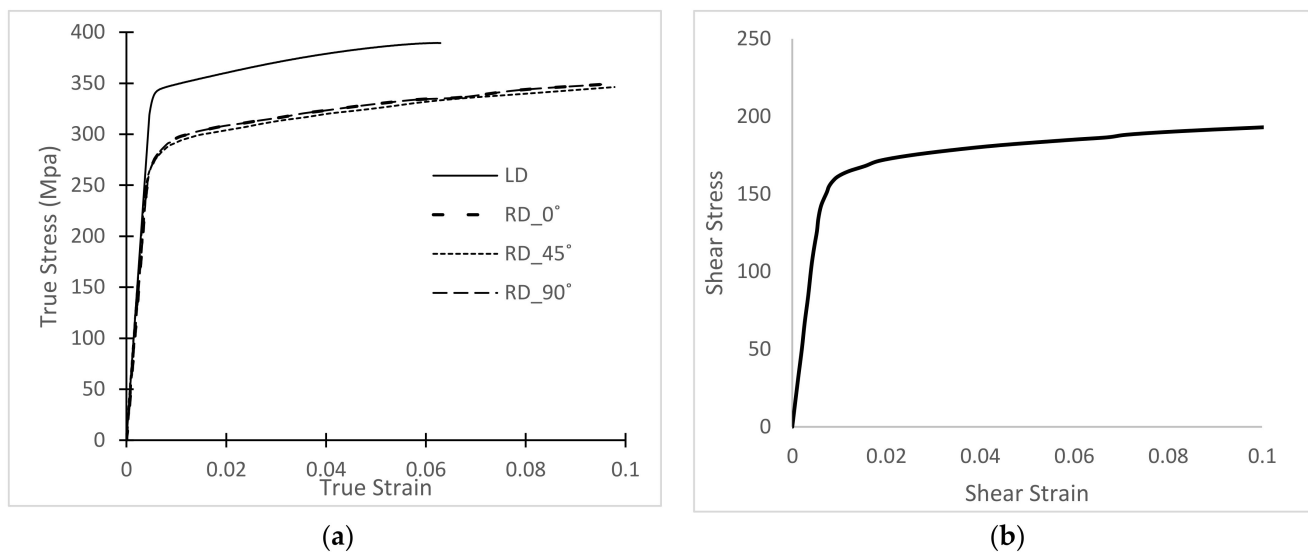 400
350
300
250
200
150
100
50
0
True Stress (Mpa)
LD
RD_0˚
RD_45˚
RD_90˚
0 0.02 0.04 0.06 0.08 0.1
True Strain
(a)
250
200
150
100
50
0
Shear Stress
0 0.02 0.04 0.06 0.08 0.1
Shear Strain
(b)